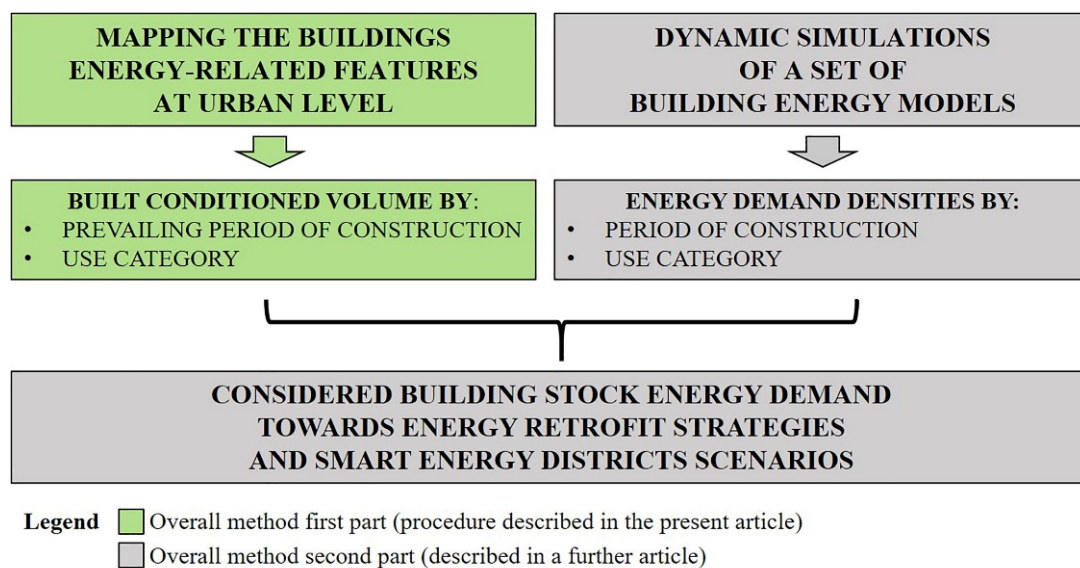 MAPPING THE BUILDINGS
ENERGY-RELATED FEATURES
AT URBAN LEVEL
DYNAMIC SIMULATIONS
OF A SET OF
BUILDING ENERGY MODELS
BUILT CONDITIONED VOLUME BY:
• PREVAILING PERIOD OF CONSTRUCTION
• USE CATEGORY
ENERGY DEMAND DENSITIES BY:
• PERIOD OF CONSTRUCTION
• USE CATEGORY
CONSIDERED BUILDING STOCK ENERGY DEMAND
TOWARDS ENERGY RETROFIT STRATEGIES
AND SMART ENERGY DISTRICTS SCENARIOS
Legend Overall method first part (procedure described in the present article)
Overall method second part (described in a further article)